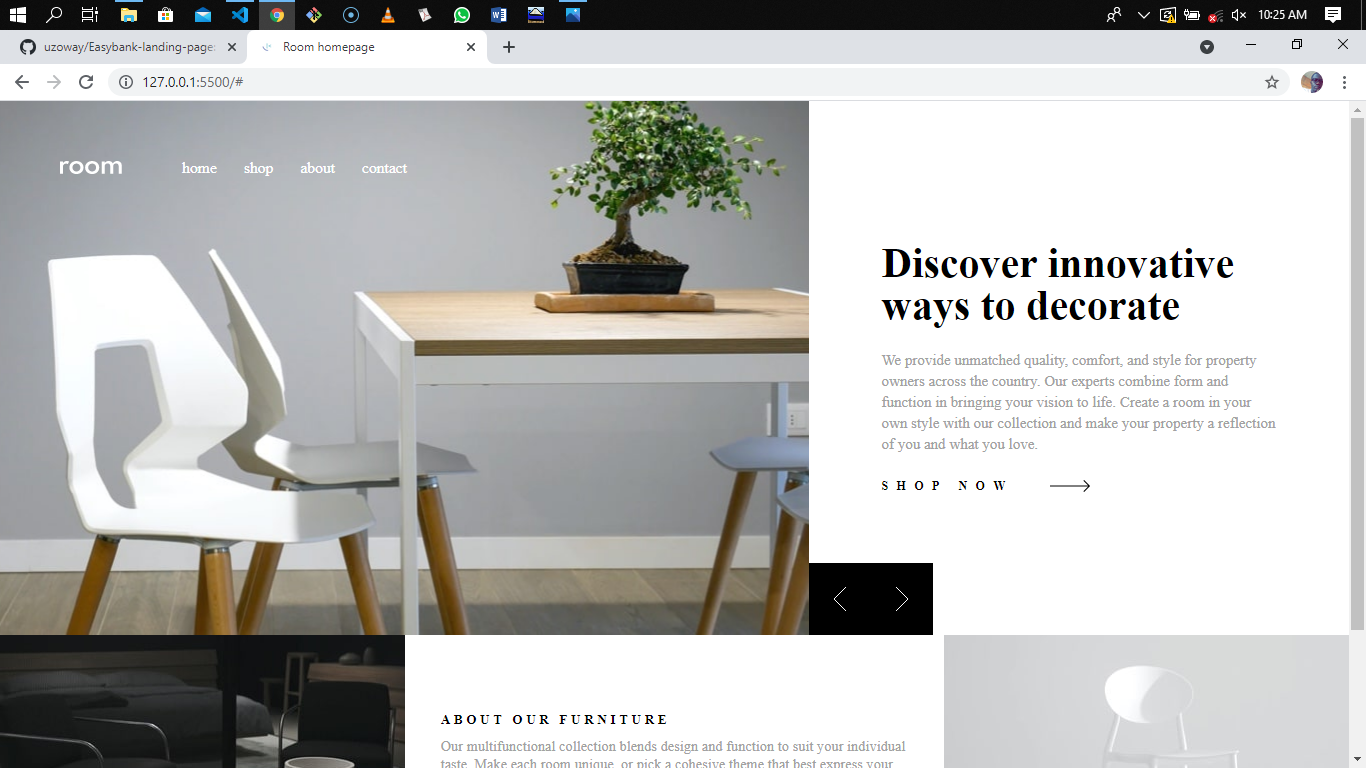 10:25 AM
uzoway/Easybank-landing-page:
Room homepage
127.0.0.1:5500/#
room
home shop about contact
Discover innovative
ways to decorate
We provide unmatched quality, comfort, and style for property
owners across the country. Our experts combine form and
function in bringing your vision to life. Create a room in your
own style with our collection and make your property a reflection
of you and what you love.
SHOP NOW
ABOUT OUR FURNITURE
Our multifunctional collection blends design and function to suit your individual
taste. Make each room unique, or pick a cohesive theme that best express your